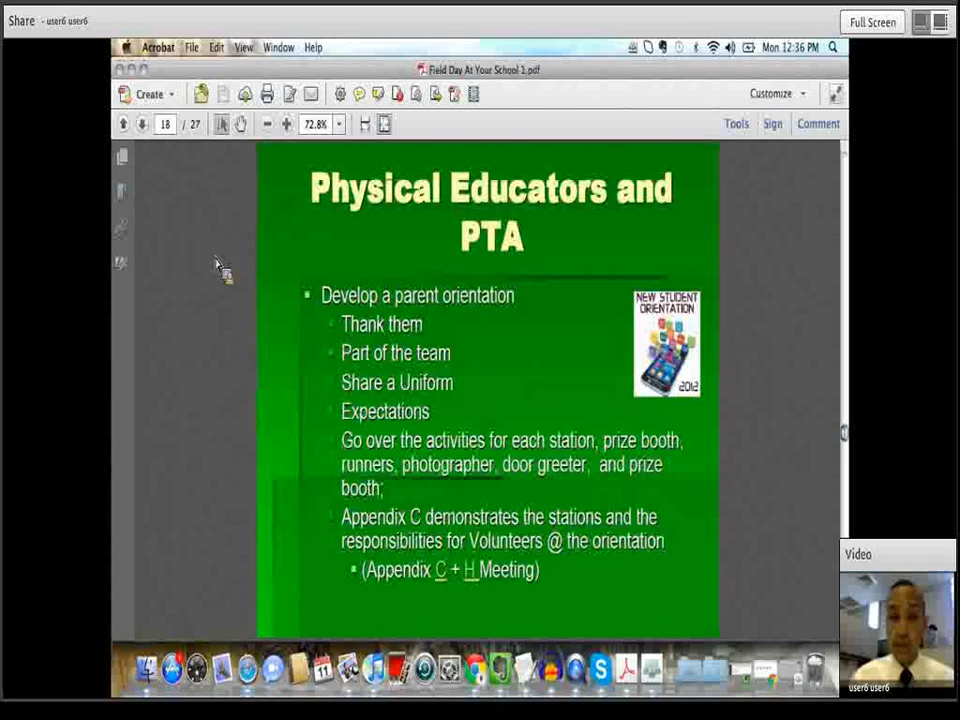 Share - user6 user6
Full Screen
Acrobat File Edit View Window Help
Mon 12:36 PM
Field Day At Your School 1.pdf
Create
Customize
18 / 27
72.8%
Tools Sign Comment
Physical Educators and
PTA
Develop a parent orientation
Thank them
Part of the team
Share a Uniform
Expectations
Go over the activities for each station, prize booth,
runners, photographer, door greeter, and prize
booth;
Appendix C demonstrates the stations and the
responsibilities for Volunteers @ the orientation
(Appendix C + H Meeting)
NEW STUDENT
ORIENTATION
2012
Video
user6 user6
11